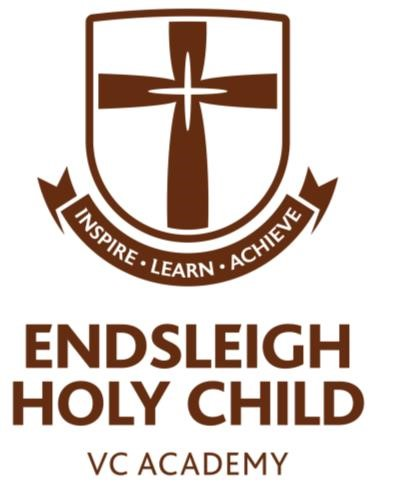 INSPIRE • LEARN • ACHIEVE
ENDSLEIGH
HOLY CHILD
VC ACADEMY